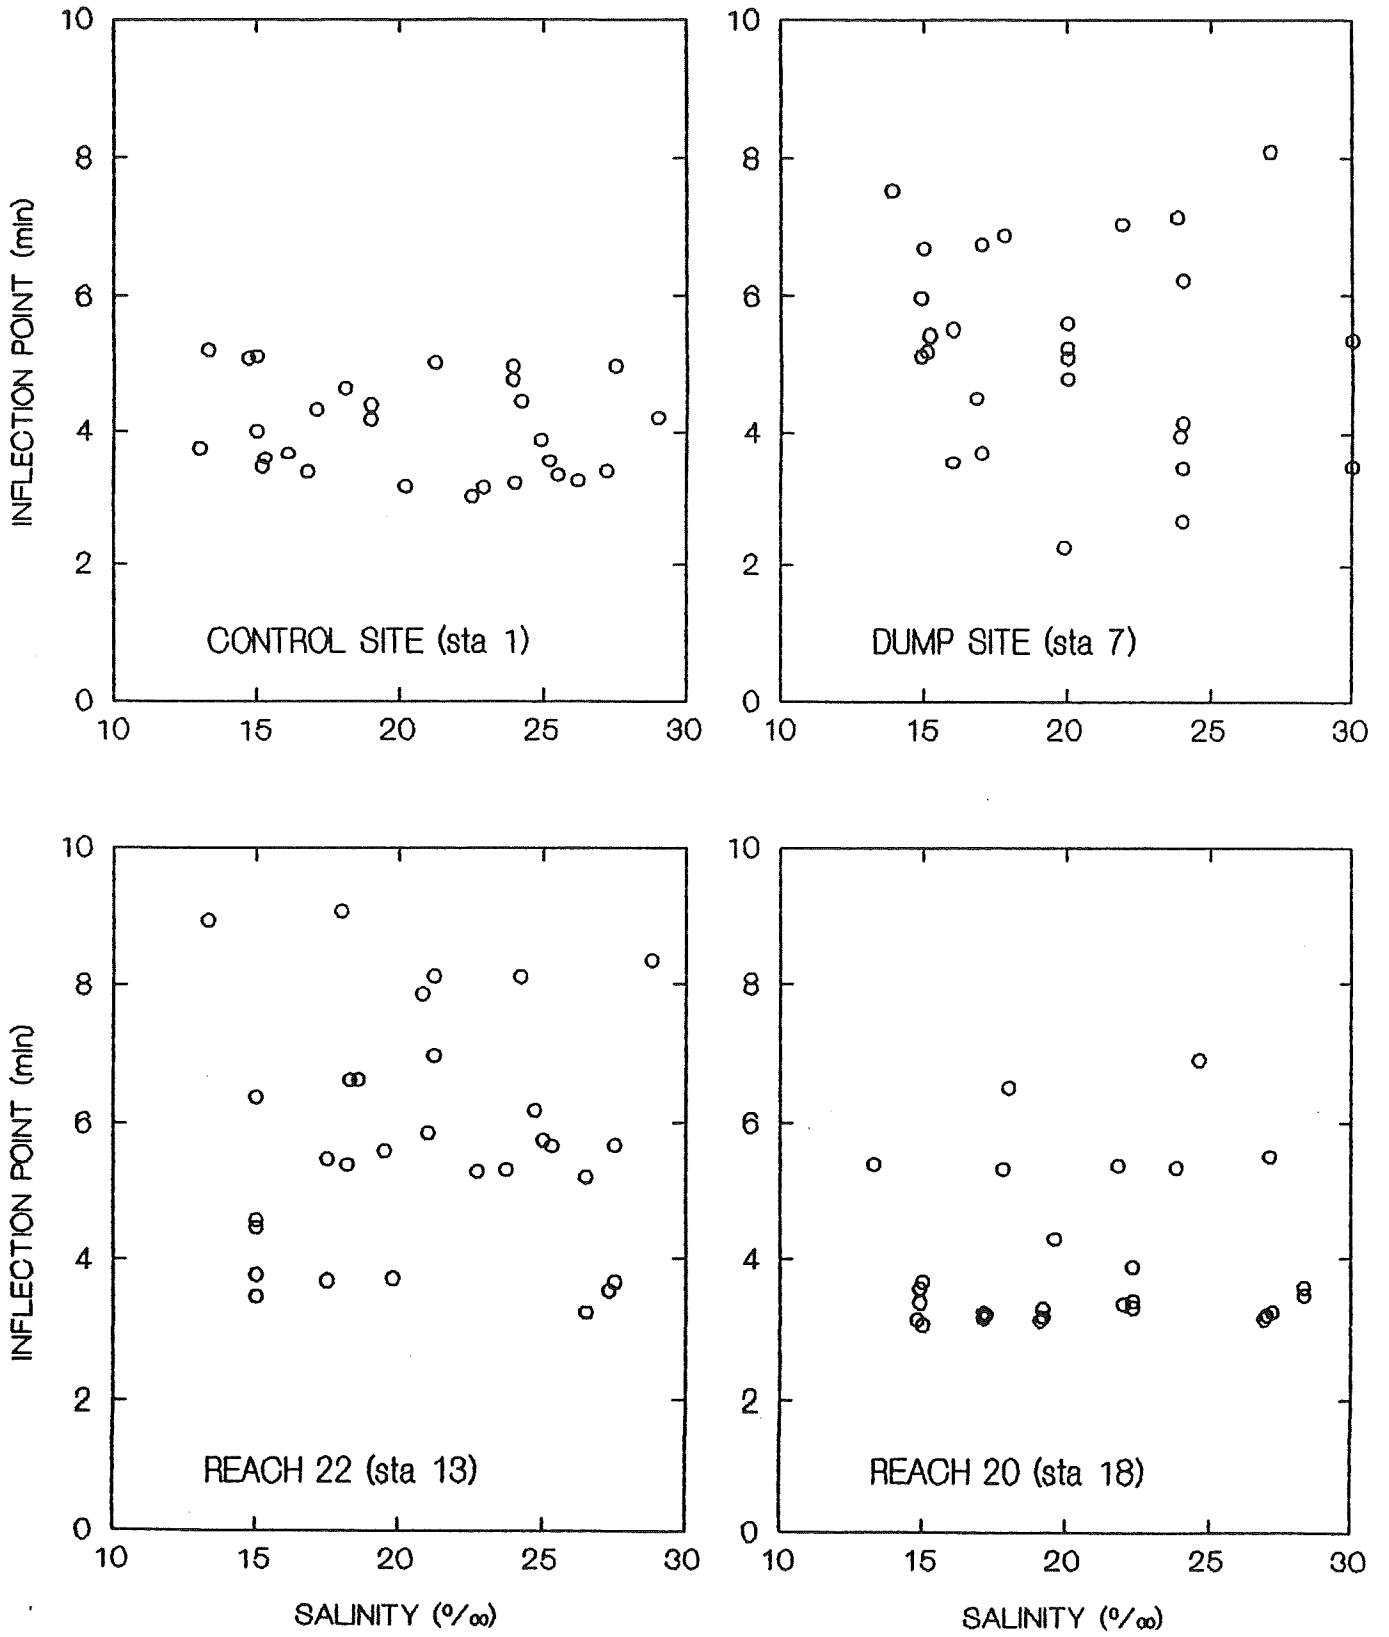 10
8
6
4
2
0
INFLECTION POINT (min)
CONTROL SITE (sta 1)
10 15 20 25 30
10
8
6
4
2
0
DUMP SITE (sta 7)
10 15 20 25 30
10
8
6
4
2
0
INFLECTION POINT (min)
REACH 22 (sta 13)
10 15 20 25 30
SALINITY (º/∞)
10
8
6
4
2
0
REACH 20 (sta 18)
10 15 20 25 30
SALINITY (º/∞)